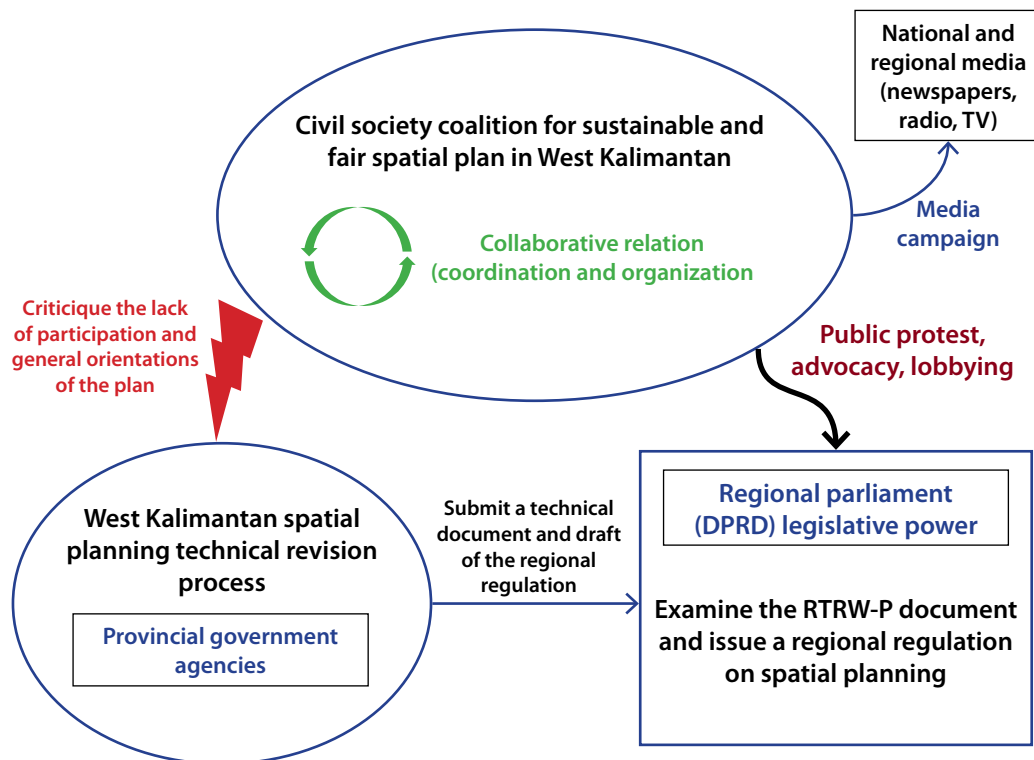 National and
regional media
(newspapers,
radio, TV)
Civil society coalition for sustainable and
fair spatial plan in West Kalimantan
Collaborative relation
(coordination and organization
Media
campaign
Criticique the lack
of participation and
general orientations
of the plan
Public protest,
advocacy, lobbying
West Kalimantan spatial
planning technical revision
process
Provincial government
agencies
Submit a technical
document and draft
of the regional
regulation
Regional parliament
(DPRD) legislative power
Examine the RTRW-P document
and issue a regional regulation
on spatial planning